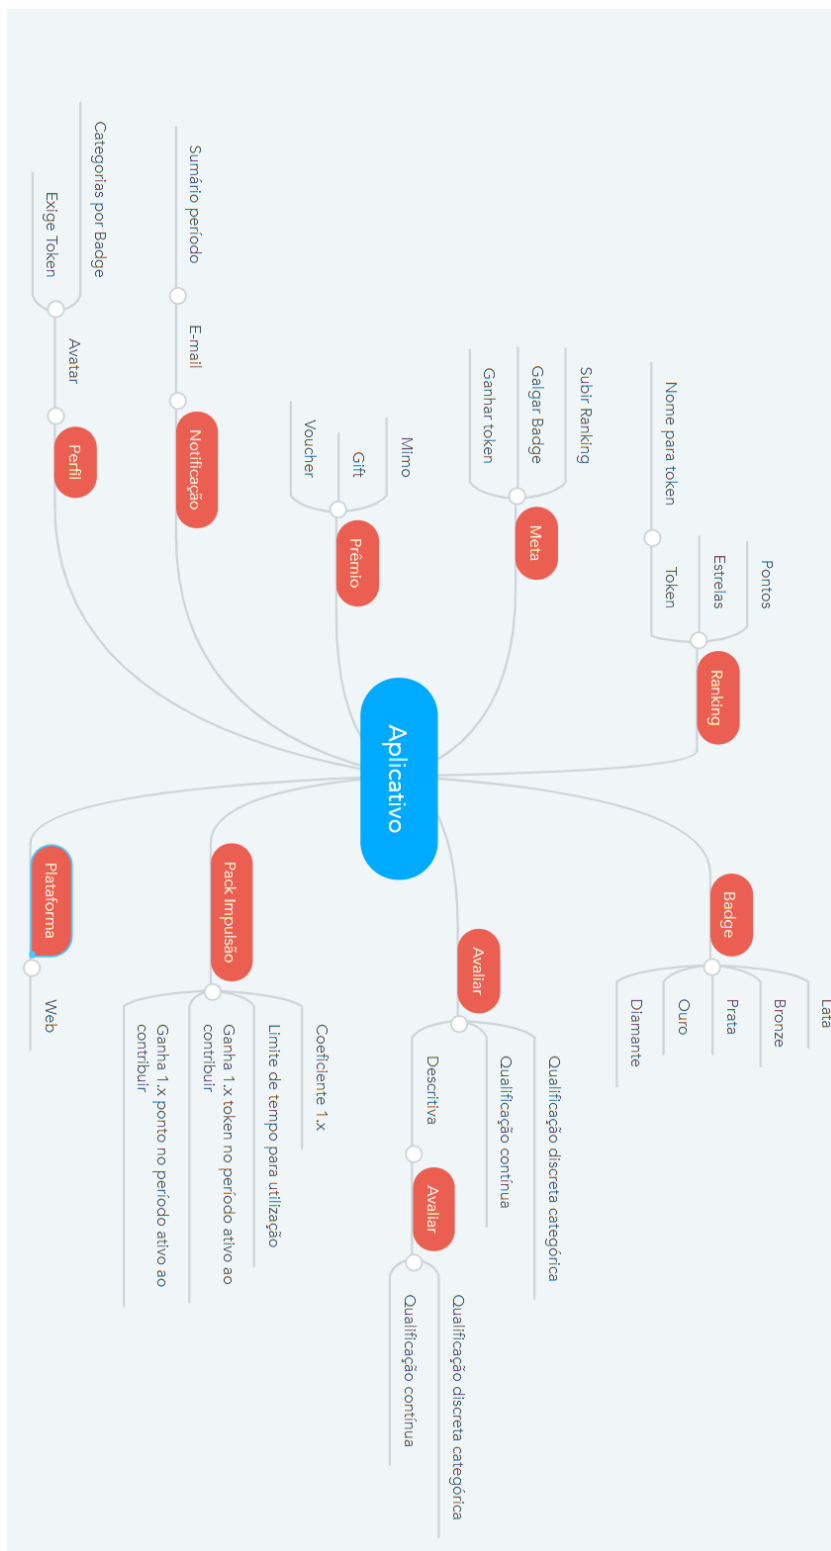 Aplicativo
Ranking
Pontos
Estrelas
Token
Nome para token
Meta
Subir Ranking
Galgar Badge
Ganhar token
Prêmio
Mimo
Gift
Voucher
Notificação
E-mail
Sumário período
Perfil
Avatar
Categorias por Badge
Exige Token
Badge
Lata
Bronze
Prata
Ouro
Diamante
Avaliar
Qualificação discreta categórica
Qualificação contínua
Descritiva
Avaliar
Qualificação discreta categórica
Qualificação contínua
Pack Impulsão
Coeficiente 1.x
Limite de tempo para utilização
Ganha 1.x token no período ativo ao
contribuir
Ganha 1.x ponto no período ativo ao
contribuir
Plataforma
Web